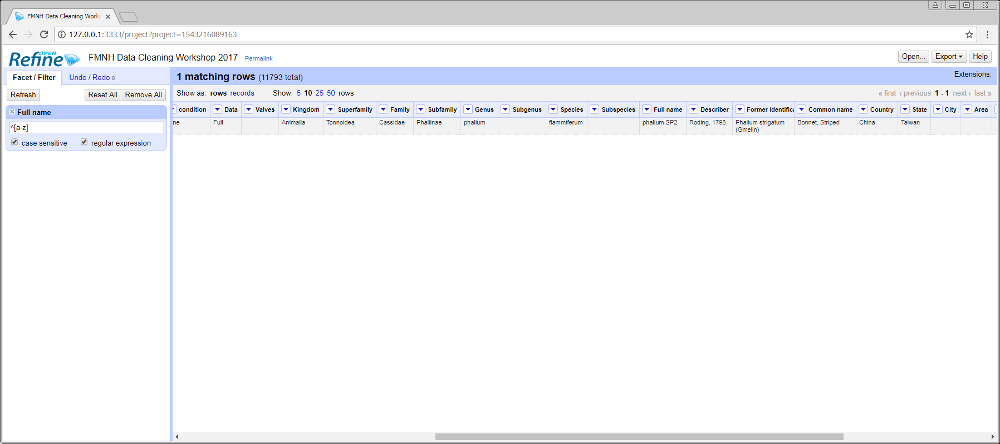 FMNH Data Cleaning Works
127.0.0.1:3333/project?project=1543216089163
OPEN
Refine FMNH Data Cleaning Workshop 2017 Permalink Open... Export Help
Facet / Filter Undo / Redo 8 1 matching rows (11793 total) Extensions:
Refresh Reset All Remove All Show as: rows records Show: 5 10 25 50 rows « first ‹ previous 1 - 1 next › last »
Full name
^[a-z]
case sensitive regular expression
condition Data Valves Kingdom Superfamily Family Subfamily Genus Subgenus Species Subspecies Full name Describer Former identifica Common name Country State City Area
ne Full Animalia Tonnoidea Cassidae Phaliinae phalium flammiferum phalium SP2 Roding, 1798 Phalium strigatum Bonnet, Striped China Taiwan
(Gmelin)